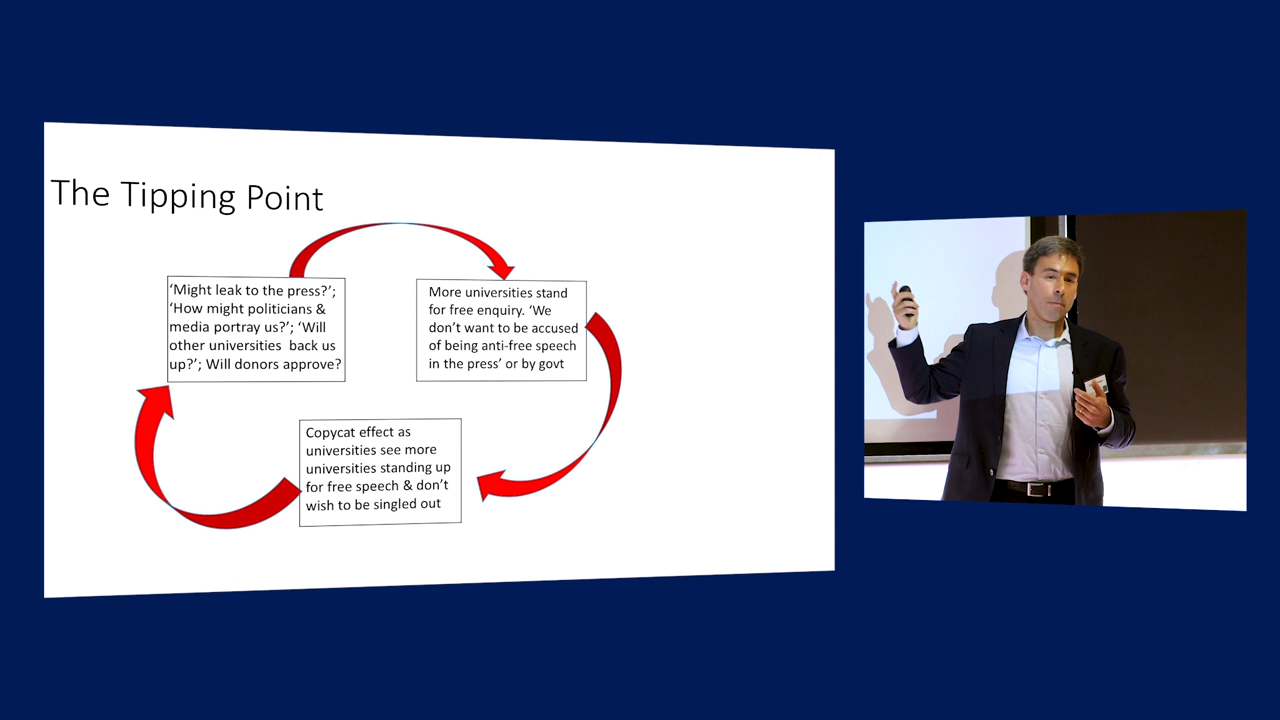 The Tipping Point
‘Might leak to the press?’;
‘How might politicians &
media portray us?’; ‘Will
other universities back us
up?’; Will donors approve?
More universities stand
for free enquiry. ‘We
don’t want to be accused
of being anti-free speech
in the press’ or by govt
Copycat effect as
universities see more
universities standing up
for free speech & don’t
wish to be singled out